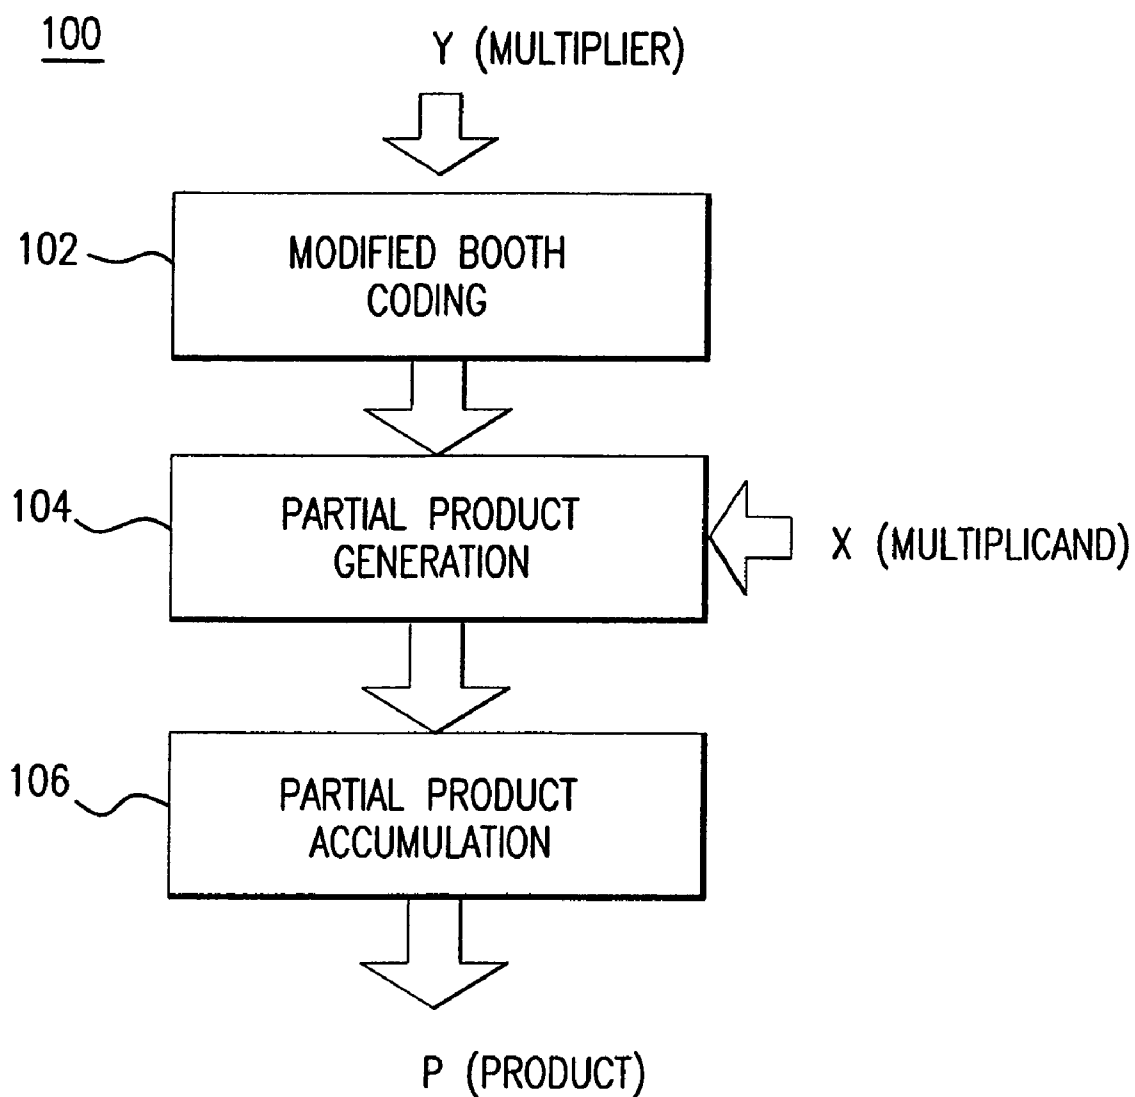 100
Y (MULTIPLIER)
102
MODIFIED BOOTH
CODING
104
PARTIAL PRODUCT
GENERATION
X (MULTIPLICAND)
106
PARTIAL PRODUCT
ACCUMULATION
P (PRODUCT)